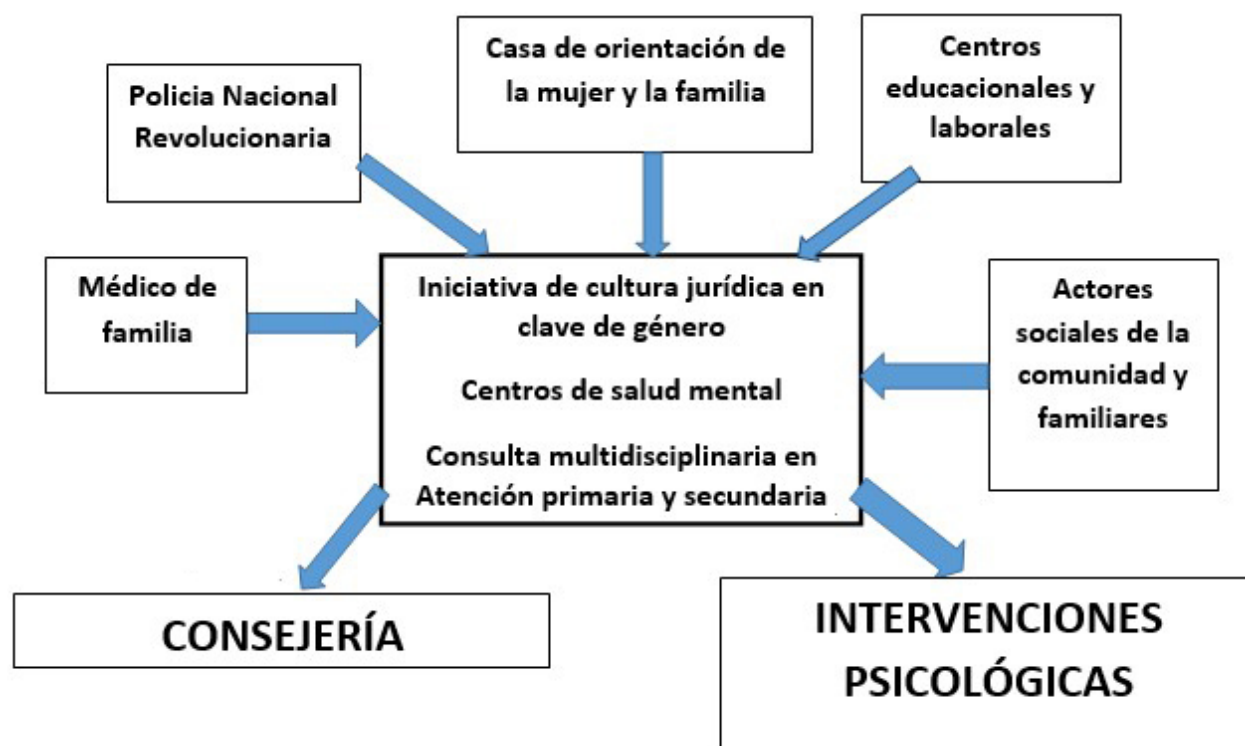 Casa de orientación de
la mujer y la familia
Centros
educacionales y
laborales
Policia Nacional
Revolucionaria
Médico de
familia
Iniciativa de cultura jurídica en
clave de género
Centros de salud mental
Consulta multidisciplinaria en
Atención primaria y secundaria
Actores
sociales de la
comunidad y
familiares
CONSEJERÍA
INTERVENCIONES
PSICOLÓGICAS